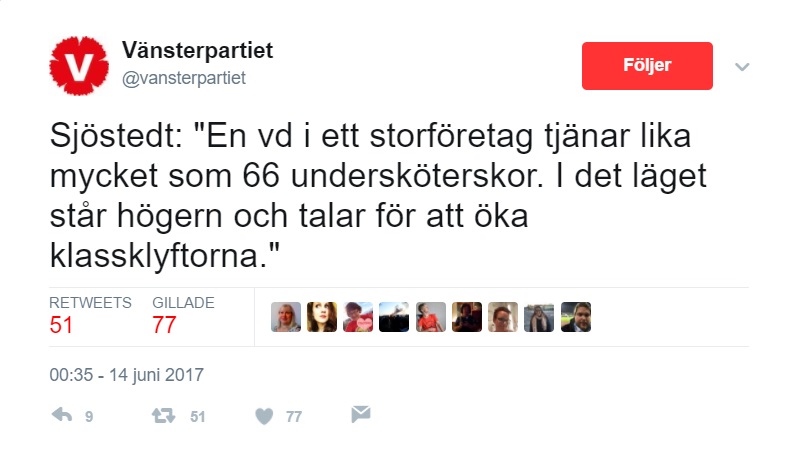 V
Vänsterpartiet
@vansterpartiet
Följer
Sjöstedt: "En vd i ett storföretag tjänar lika
mycket som 66 undersköterskor. I det läget
står högern och talar för att öka
klassklyftorna."
RETWEETS
51
GILLADE
77
00:35 - 14 juni 2017
9
51
77